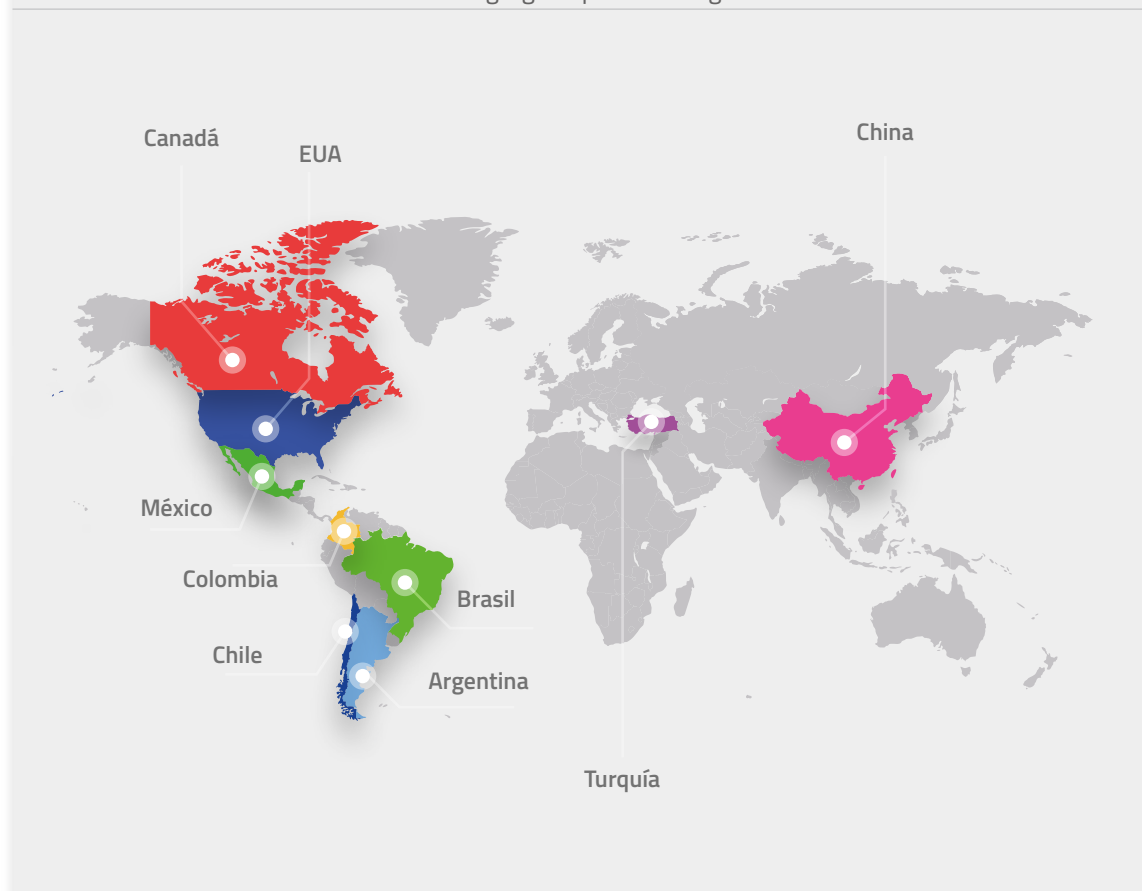 Canadá
EUA
China
México
Colombia
Brasil
Chile
Argentina
Turquía